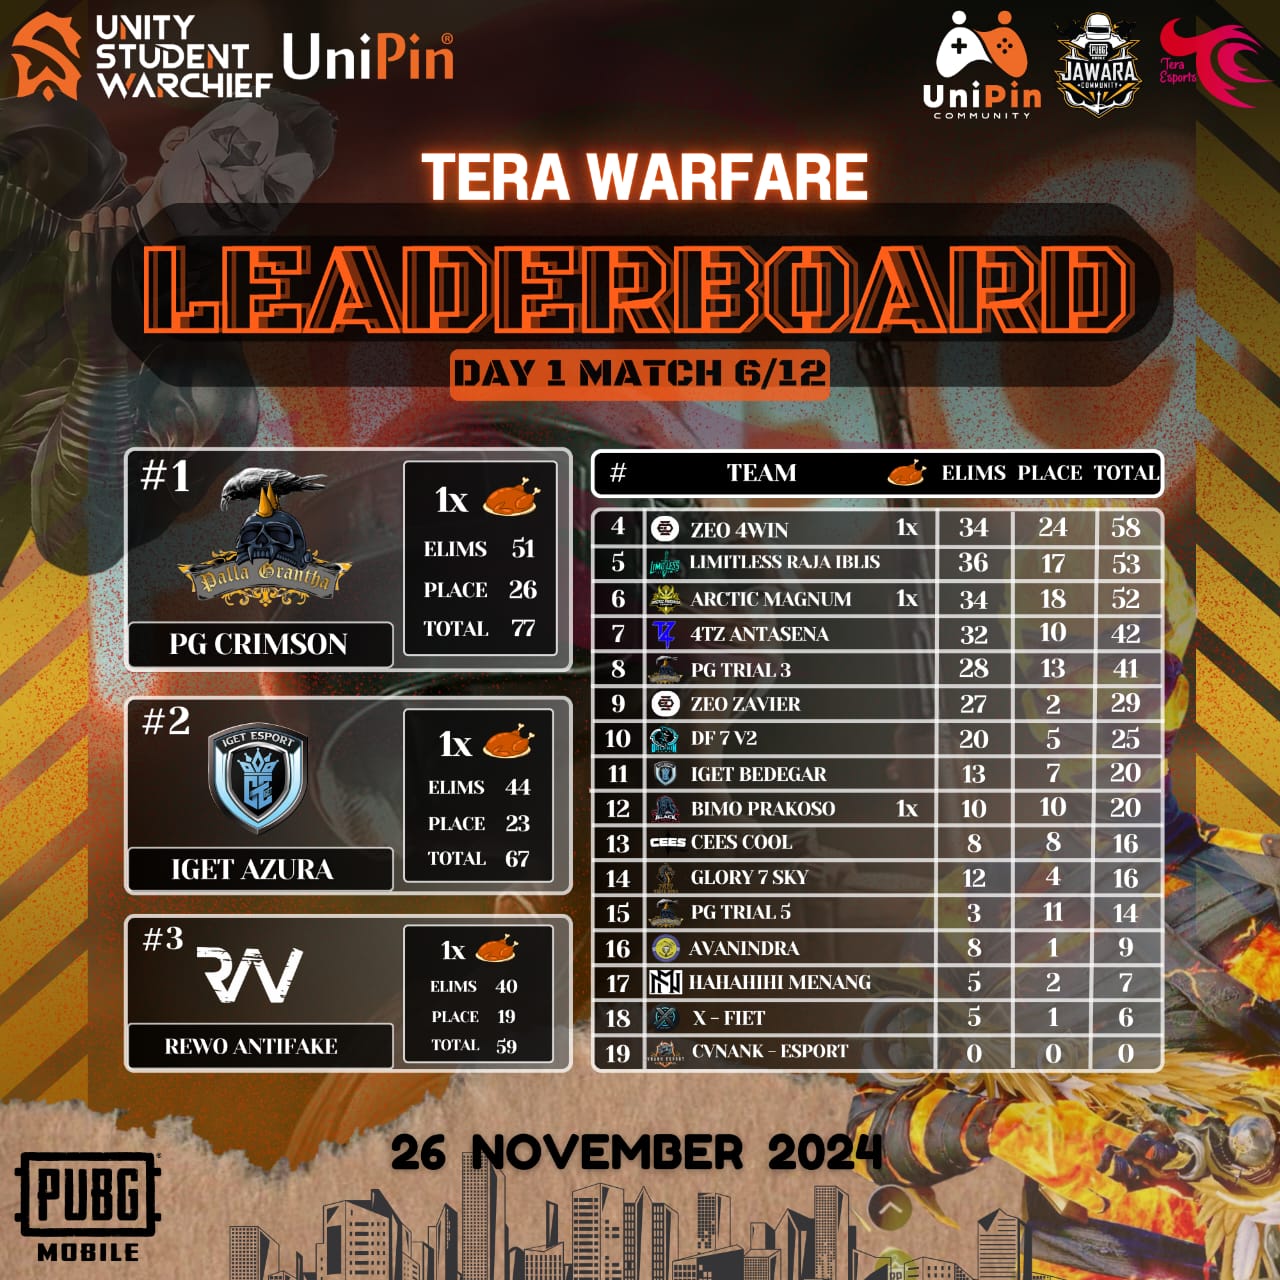 UNITY
STUDENT
WARCHIEF
UniPin®
UniPin
COMMUNITY
PUBG
JAWARA
COMMUNITY
Tera
Esports
TERA WARFARE
LEADERBOARD
DAY 1 MATCH 6/12
#1
Palla Grantha
PG CRIMSON
1x
ELIMS 51
PLACE 26
TOTAL 77
#2
IGET ESPORT
IGET AZURA
1x
ELIMS 44
PLACE 23
TOTAL 67
#3
RW
REWO ANTIFAKE
1x
ELIMS 40
PLACE 19
TOTAL 59
# TEAM ELIMS PLACE TOTAL
4 ZEO 4WIN 1x 34 24 58
5 LIMITLESS RAJA IBLIS 36 17 53
6 ARCTIC MAGNUM 1x 34 18 52
7 4TZ ANTASENA 32 10 42
8 PG TRIAL 3 28 13 41
9 ZEO ZAVIER 27 2 29
10 DF 7 V2 20 5 25
11 IGET BEDEGAR 13 7 20
12 BIMO PRAKOSO 1x 10 10 20
13 CEES CEES COOL 8 8 16
14 GLORY 7 SKY 12 4 16
15 PG TRIAL 5 3 11 14
16 AVANINDRA 8 1 9
17 HAHAHIHI MENANG 5 2 7
18 X - FIET 5 1 6
19 CVNANK - ESPORT 0 0 0
26 NOVEMBER 2024
PUBG
MOBILE